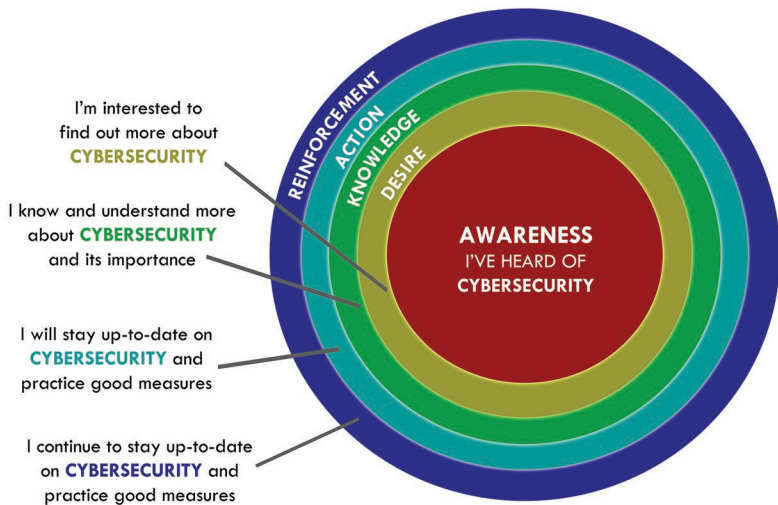 I'm interested to
find out more about
CYBERSECURITY
I know and understand more
about CYBERSECURITY
and its importance
I will stay up-to-date on
CYBERSECURITY and
practice good measures
I continue to stay up-to-date
on CYBERSECURITY and
practice good measures
REINFORCEMENT
ACTION
KNOWLEDGE
DESIRE
AWARENESS
I'VE HEARD OF
CYBERSECURITY